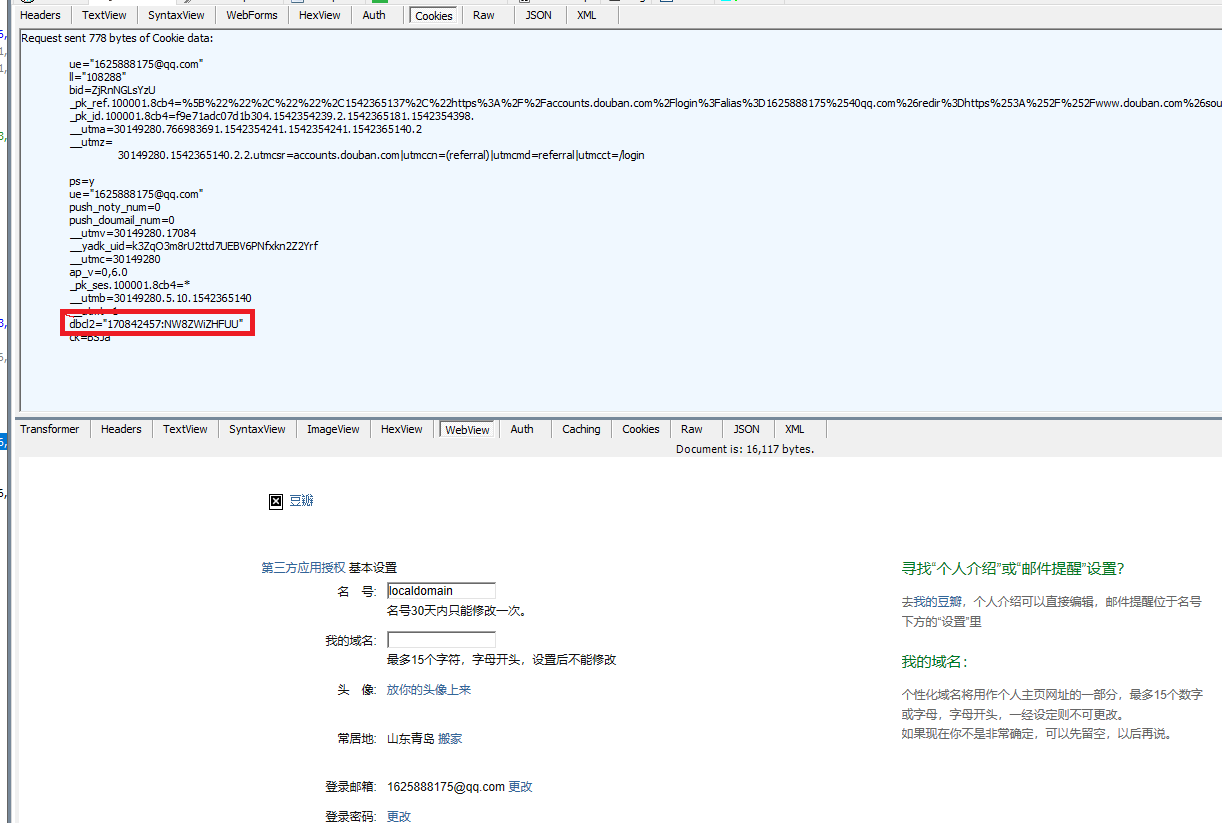 Headers TextView SyntaxView WebForms HexView Auth Cookies Raw JSON XML
Request sent 778 bytes of Cookie data:
ue="1625888175@qq.com"
ll="108288"
bid=ZjRnNGLsYzU
_pk_ref.100001.8cb4=%5B%22%22%2C%22%22%2C1542365137%2C%22https%3A%2F%2Faccounts.douban.com%2Flogin%3Falias%3D1625888175%2540qq.com%26redir%3Dhttps%253A%252F%252Fwww.douban.com%26sou
_pk_id.100001.8cb4=f9e71adc07d1b304.1542354239.2.1542365181.1542354398.
__utma=30149280.766983691.1542354241.1542354241.1542365140.2
__utmz=
30149280.1542365140.2.2.utmcsr=accounts.douban.com|utmccn=(referral)|utmcmd=referral|utmcct=/login
ps=y
ue="1625888175@qq.com"
push_noty_num=0
push_doumail_num=0
__utmv=30149280.17084
__yadk_uid=k3ZqO3m8rU2ttd7UEBV6PNfxkn2Z2Yrf
__utmc=30149280
ap_v=0,6.0
_pk_ses.100001.8cb4=*
__utmb=30149280.5.10.1542365140
dbcl2="170842457:NW8ZWiZHFUU"
ck=BSJa
Transformer Headers TextView SyntaxView ImageView HexView WebView Auth Caching Cookies Raw JSON XML
Document is: 16,117 bytes.
豆瓣
第三方应用授权 基本设置
名 号: localdomain
名号30天内只能修改一次。
我的域名:
最多15个字符，字母开头，设置后不能修改
头 像: 放你的头像上来
常居地: 山东青岛 搬家
登录邮箱: 1625888175@qq.com 更改
登录密码: 更改
寻找“个人介绍”或“邮件提醒”设置?
去我的豆瓣，个人介绍可以直接编辑，邮件提醒位于名号
下方的“设置”里
我的域名：
个性化域名将用作个人主页网址的一部分，最多15个数字
或字母，字母开头，一经设定则不可更改。
如果现在你不是非常确定，可以先留空，以后再说。